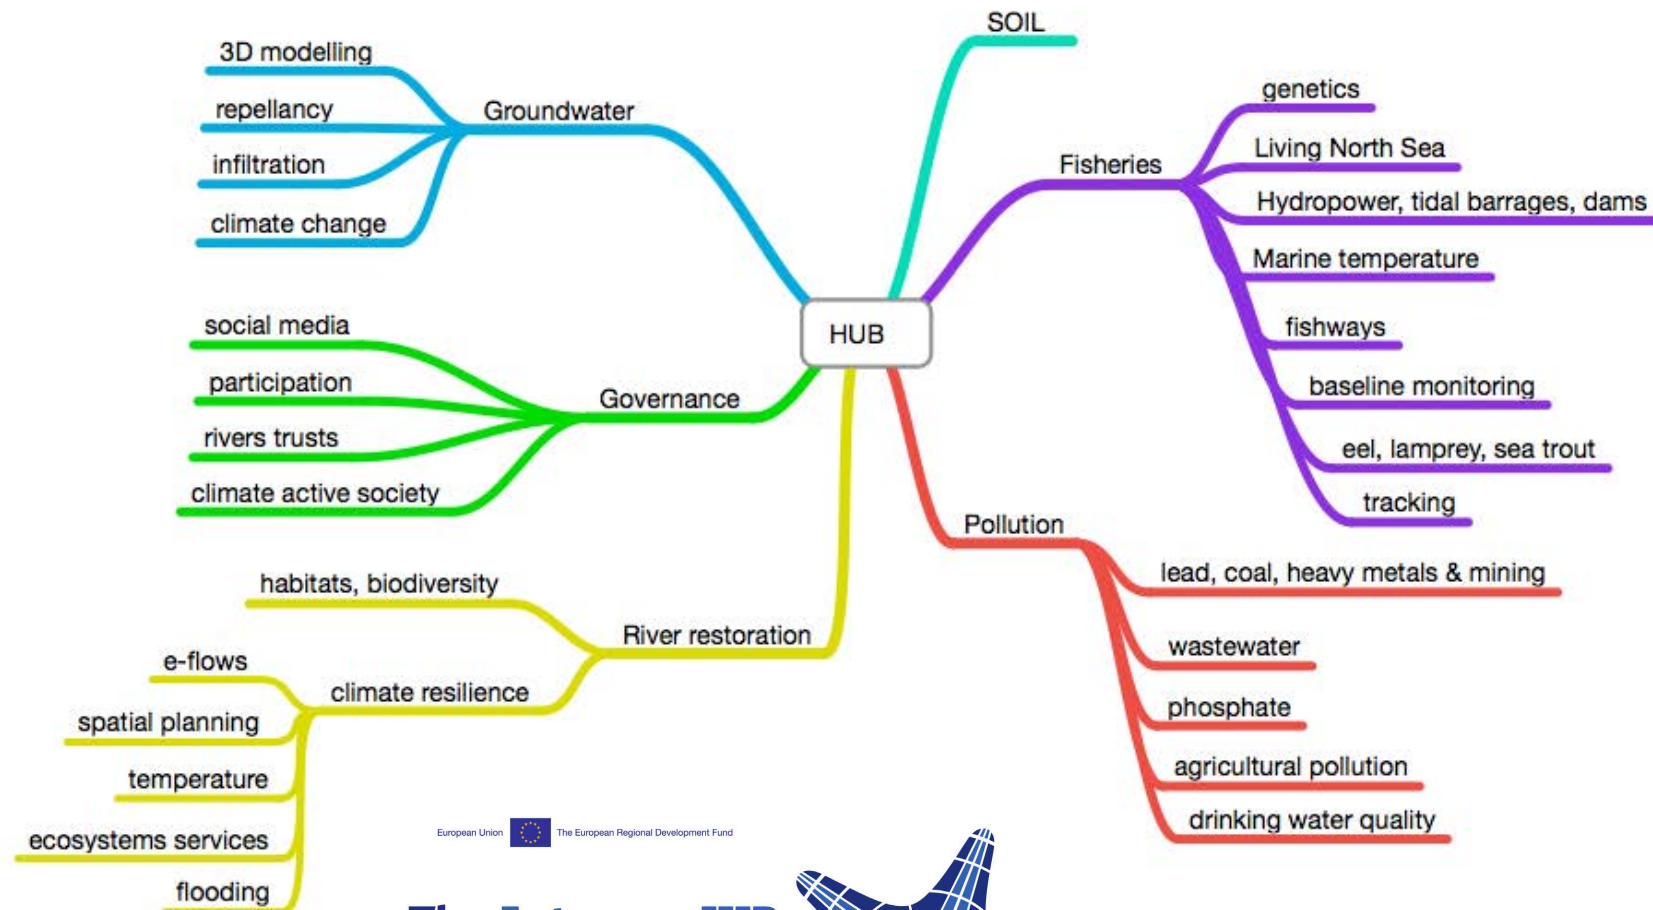 SOIL
3D modelling
repellancy
infiltration
climate change
Groundwater
genetics
Living North Sea
Hydropower, tidal barrages, dams
Fisheries
Marine temperature
fishways
baseline monitoring
eel, lamprey, sea trout
tracking
HUB
social media
participation
rivers trusts
climate active society
Governance
Pollution
lead, coal, heavy metals & mining
wastewater
phosphate
agricultural pollution
drinking water quality
habitats, biodiversity
River restoration
climate resilience
e-flows
spatial planning
temperature
ecosystems services
flooding
European Union The European Regional Development Fund